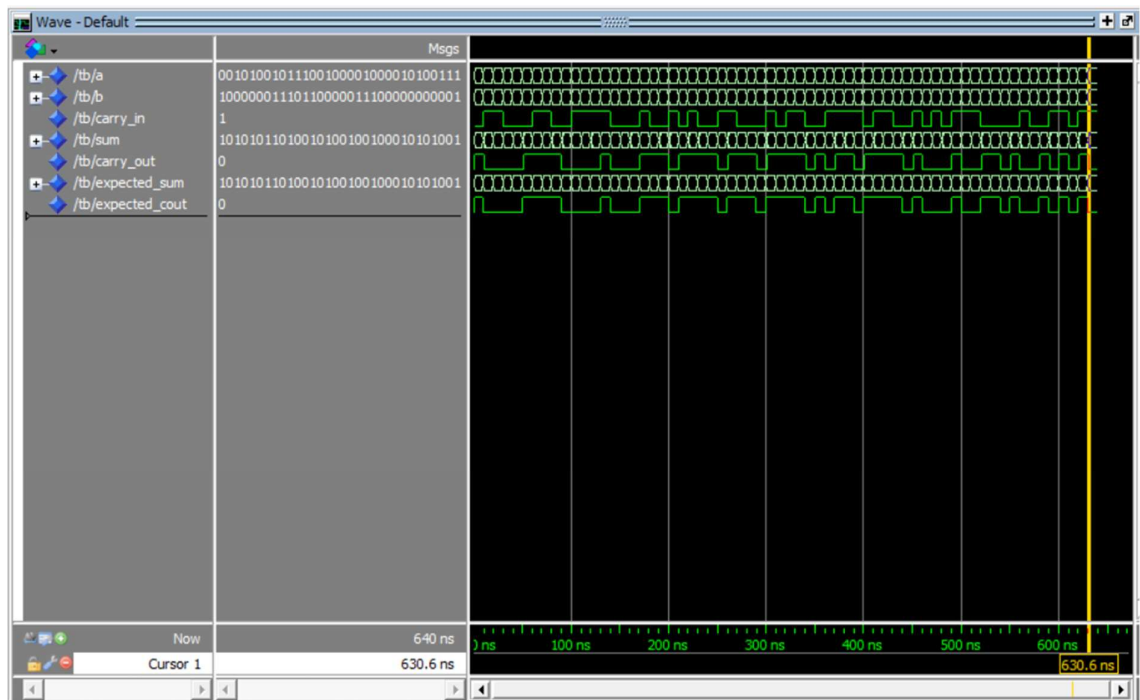 Wave - Default
Msgs
/tb/a 00101001011100100001000010100111
/tb/b 10000001110110000011100000000001
/tb/carry_in 1
/tb/sum 10101011010010100100100010101001
/tb/carry_out 0
/tb/expected_sum 10101011010010100100100010101001
/tb/expected_cout 0
Now 640 ns ns 100 ns 200 ns 300 ns 400 ns 500 ns 600 ns
Cursor 1 630.6 ns 630.6 ns